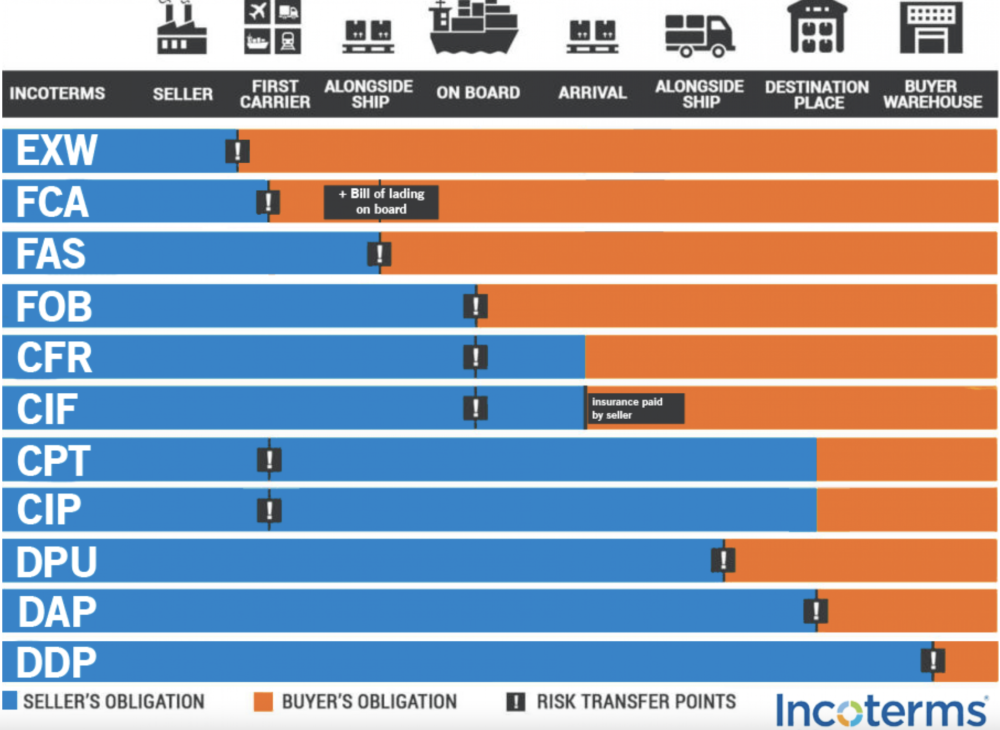 INCOTERMS
SELLER
FIRST
CARRIER
ALONGSIDE
SHIP
ON BOARD
ARRIVAL
ALONGSIDE
SHIP
DESTINATION
PLACE
BUYER
WAREHOUSE
EXW
!
FCA
!
+ Bill of lading
on board
FAS
!
FOB
!
CFR
!
CIF
!
insurance paid
by seller
CPT
!
CIP
!
DPU
!
DAP
!
DDP
!
SELLER'S OBLIGATION
BUYER'S OBLIGATION
! RISK TRANSFER POINTS
Incoterms®